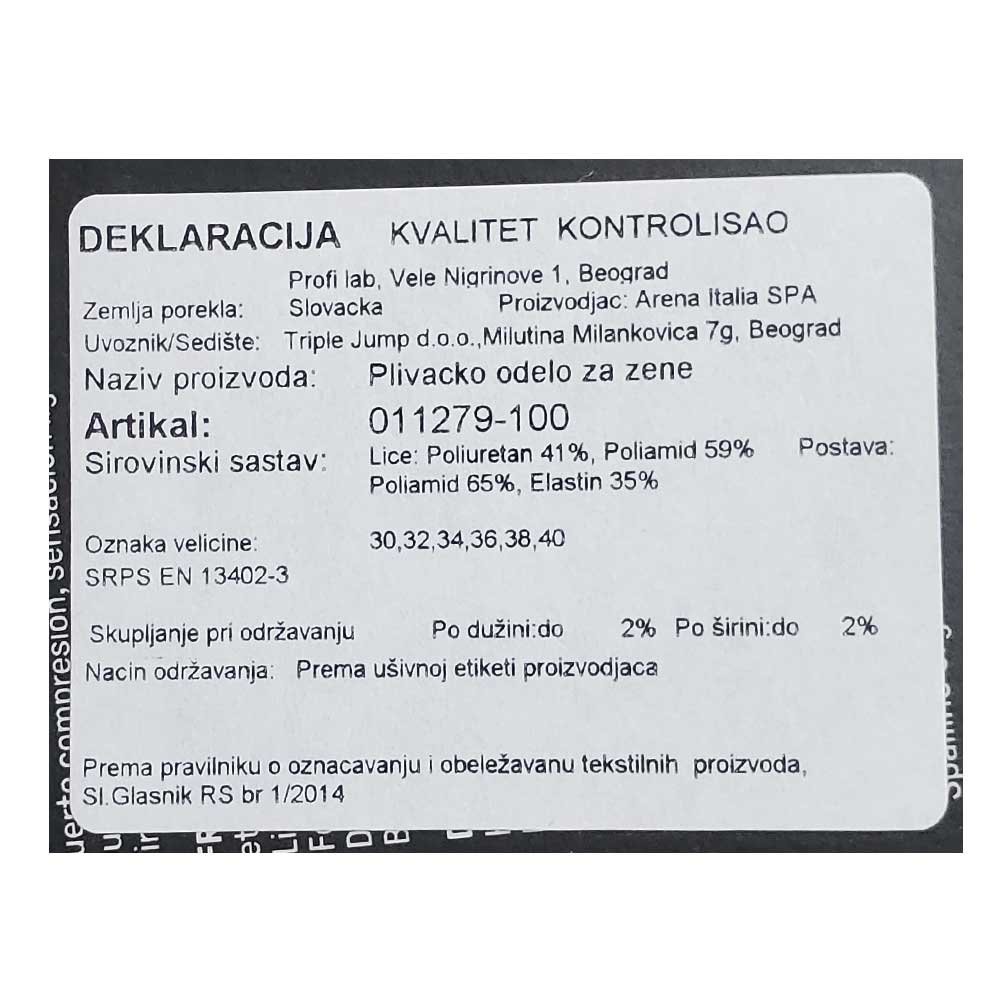 DEKLARACIJA KVALITET KONTROLISAO
Profi lab, Vele Nigrinove 1, Beograd
Zemlja porekla: Slovacka Proizvodjac: Arena Italia SPA
Uvoznik/Sedište: Triple Jump d.o.o.,Milutina Milankovica 7g, Beograd
Naziv proizvoda: Plivacko odelo za zene
Artikal: 011279-100
Sirovinski sastav: Lice: Poliuretan 41%, Poliamid 59% Postava:
Poliamid 65%, Elastin 35%
Oznaka velicine: 30,32,34,36,38,40
SRPS EN 13402-3
Skupljanje pri održavanju Po dužini:do 2% Po širini:do 2%
Nacin održavanja: Prema ušivnoj etiketi proizvodjaca
Prema pravilniku o oznacavanju i obeležavanu tekstilnih proizvoda,
Sl.Glasnik RS br 1/2014
compresion,